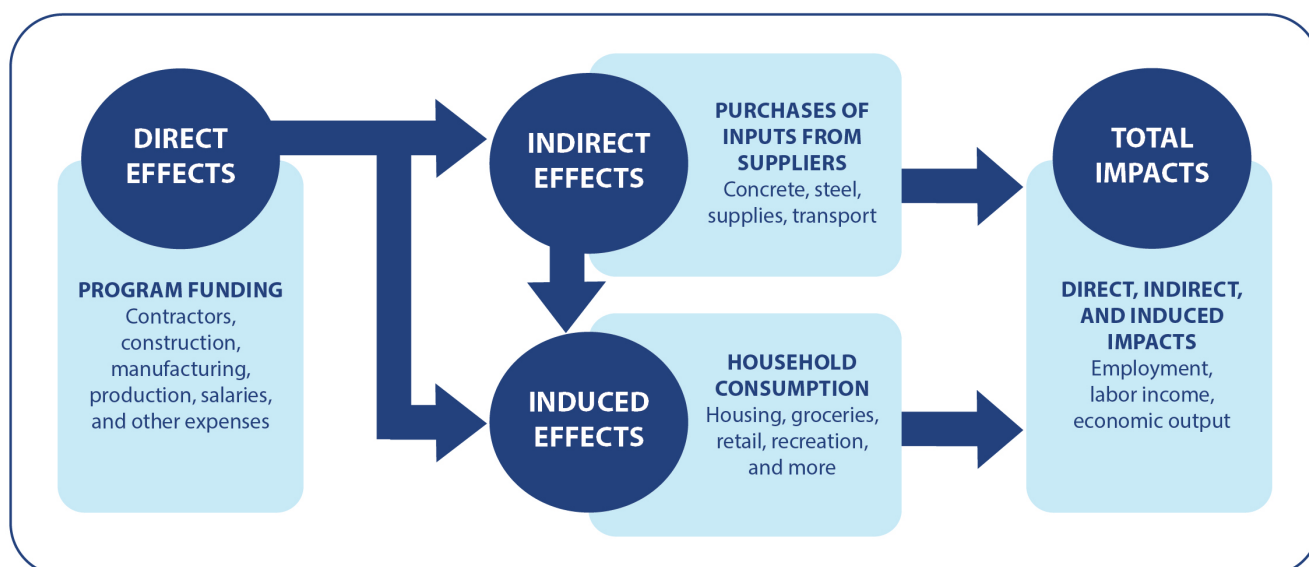 DIRECT
EFFECTS
PROGRAM FUNDING
Contractors,
construction,
manufacturing,
production, salaries,
and other expenses
INDIRECT
EFFECTS
PURCHASES OF
INPUTS FROM
SUPPLIERS
Concrete, steel,
supplies, transport
INDUCED
EFFECTS
HOUSEHOLD
CONSUMPTION
Housing, groceries,
retail, recreation,
and more
TOTAL
IMPACTS
DIRECT, INDIRECT,
AND INDUCED
IMPACTS
Employment,
labor income,
economic output